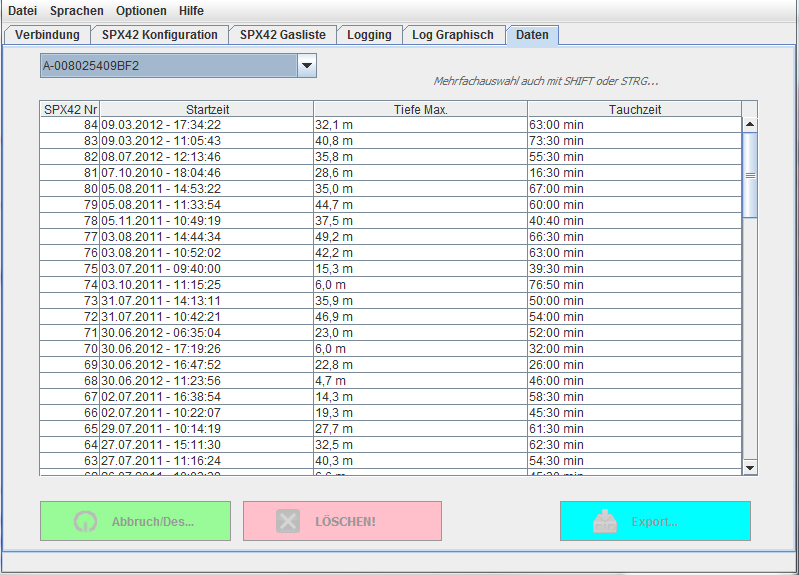 Datei Sprachen Optionen Hilfe
Verbindung SPX42 Konfiguration SPX42 Gasliste Logging Log Graphisch Daten
A-008025409BF2
Mehrfachauswahl auch mit SHIFT oder STRG...
SPX42 Nr Startzeit Tiefe Max. Tauchzeit
84 09.03.2012 - 17:34:22 32,1 m 63:00 min
83 09.03.2012 - 11:05:43 40,8 m 73:30 min
82 08.07.2012 - 12:13:46 35,8 m 55:30 min
81 07.10.2010 - 18:04:46 28,6 m 16:30 min
80 05.08.2011 - 14:53:22 35,0 m 67:00 min
79 05.08.2011 - 11:33:54 44,7 m 60:00 min
78 05.11.2011 - 10:49:19 37,5 m 40:40 min
77 03.08.2011 - 14:44:34 49,2 m 66:30 min
76 03.08.2011 - 10:52:02 42,2 m 63:00 min
75 03.07.2011 - 09:40:00 15,3 m 39:30 min
74 03.10.2011 - 11:15:25 6,0 m 76:50 min
73 31.07.2011 - 14:13:11 35,9 m 50:00 min
72 31.07.2011 - 10:42:21 46,9 m 54:00 min
71 30.06.2012 - 06:35:04 23,0 m 52:00 min
70 30.06.2012 - 17:19:26 6,0 m 32:00 min
69 30.06.2012 - 16:47:52 22,8 m 26:00 min
68 30.06.2012 - 11:23:56 4,7 m 46:00 min
67 02.07.2011 - 16:38:54 14,3 m 58:30 min
66 02.07.2011 - 10:22:07 19,3 m 45:30 min
65 29.07.2011 - 10:14:19 27,7 m 61:30 min
64 27.07.2011 - 15:11:30 32,5 m 62:30 min
63 27.07.2011 - 11:16:24 40,3 m 54:30 min
Abbruch/Des... LÖSCHEN! Export...